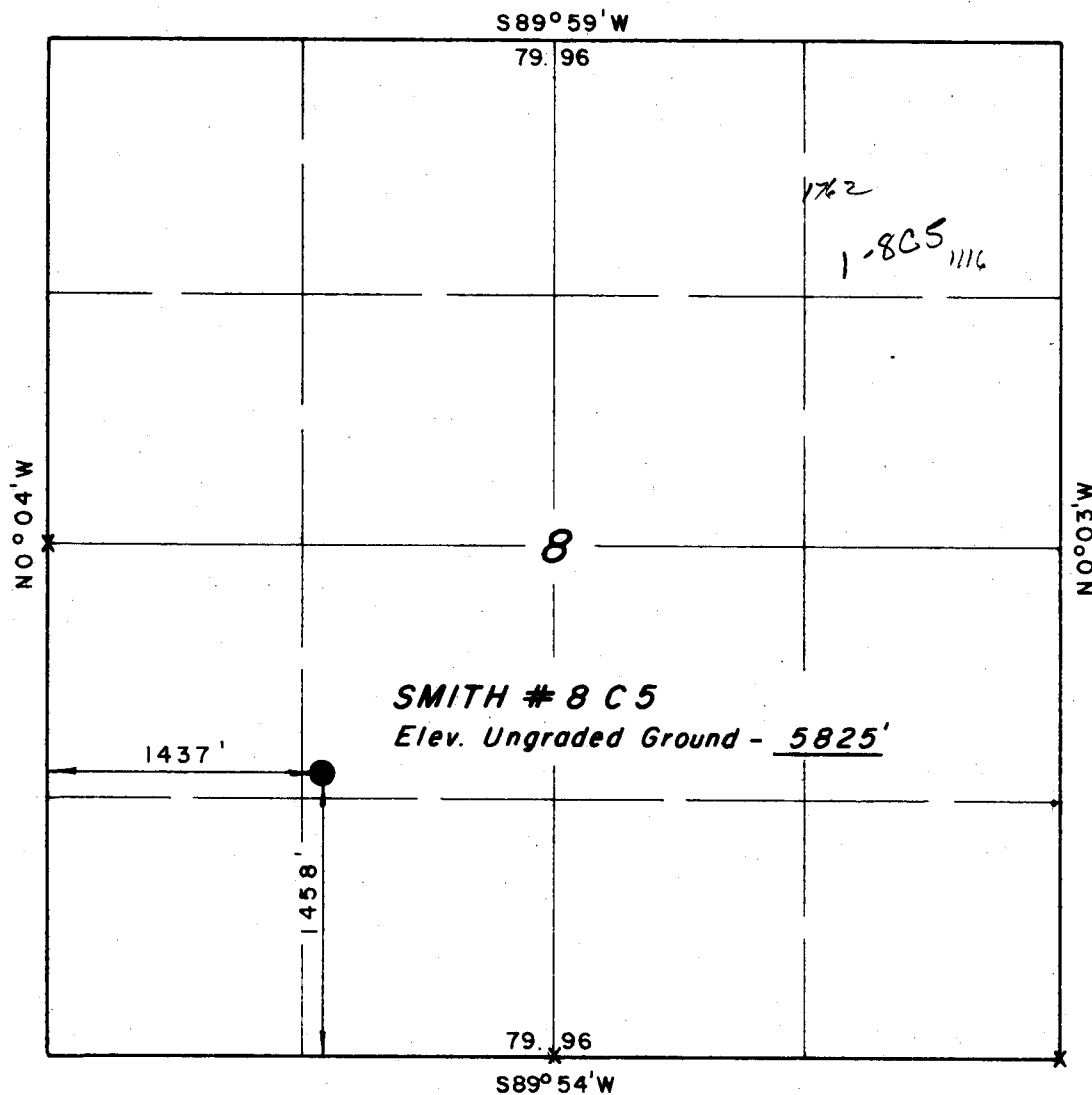 S89°59'W
79.96
1762
1-8C5 1116
N0°04'W
N0°03'W
8
SMITH # 8 C 5
Elev. Ungraded Ground - 5825'
1437'
1458'
79.96
S89°54'W